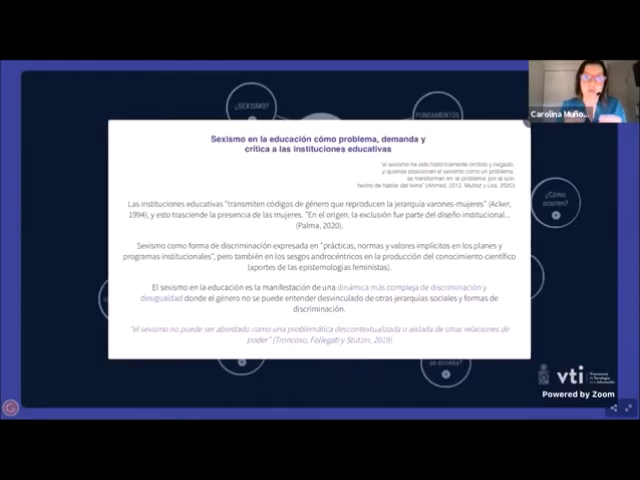 ¿SEXISMO?
FUNDAMENTOS
Carolina Muño...
Sexismo en la educación cómo problema, demanda y
crítica a las instituciones educativas
"el sexismo ha sido históricamente omitido y negado,
y quienes posicionen el sexismo como un problema,
se transforman en 'el problema' por el solo
hecho de hablar del tema" (Ahmed, 2012. Muñoz y Lira, 2020)
¿Cómo
ocurren?
Las instituciones educativas "transmiten códigos de género que reproducen la jerarquía varones-mujeres" (Acker,
1994), y esto trasciende la presencia de las mujeres. "En el origen, la exclusión fue parte del diseño institucional...
(Palma, 2020).
Sexismo como forma de discriminación expresada en "prácticas, normas y valores implícitos en los planes y
programas institucionales", pero también en los sesgos androcéntricos en la producción del conocimiento científico
(aportes de las epistemologías feministas).
El sexismo en la educación es la manifestación de una dinámica más compleja de discriminación y
desigualdad donde el género no se puede entender desvinculado de otras jerarquías sociales y formas de
discriminación.
"el sexismo no puede ser abordado como una problemática descontextualizada o aislada de otras relaciones de
poder" (Troncoso, Follegati y Stutzin, 2019)
vti
Powered by Zoom